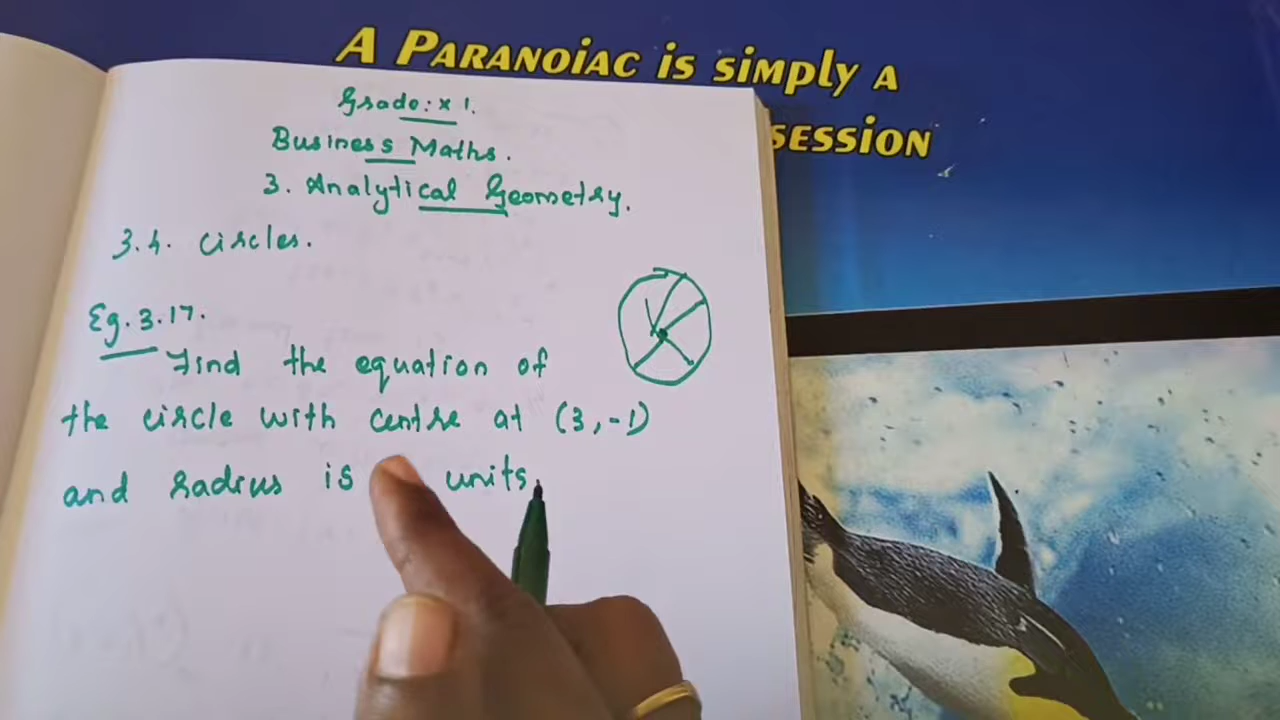 A PARANOiAC iS SiMPLY A
SESSiON
Grade: x 1.
Business Maths.
3. Analytical Geometry.
3.4. circles.
Eg. 3.17.
Find the equation of
the circle with centre at (3,-1)
and radius is units.